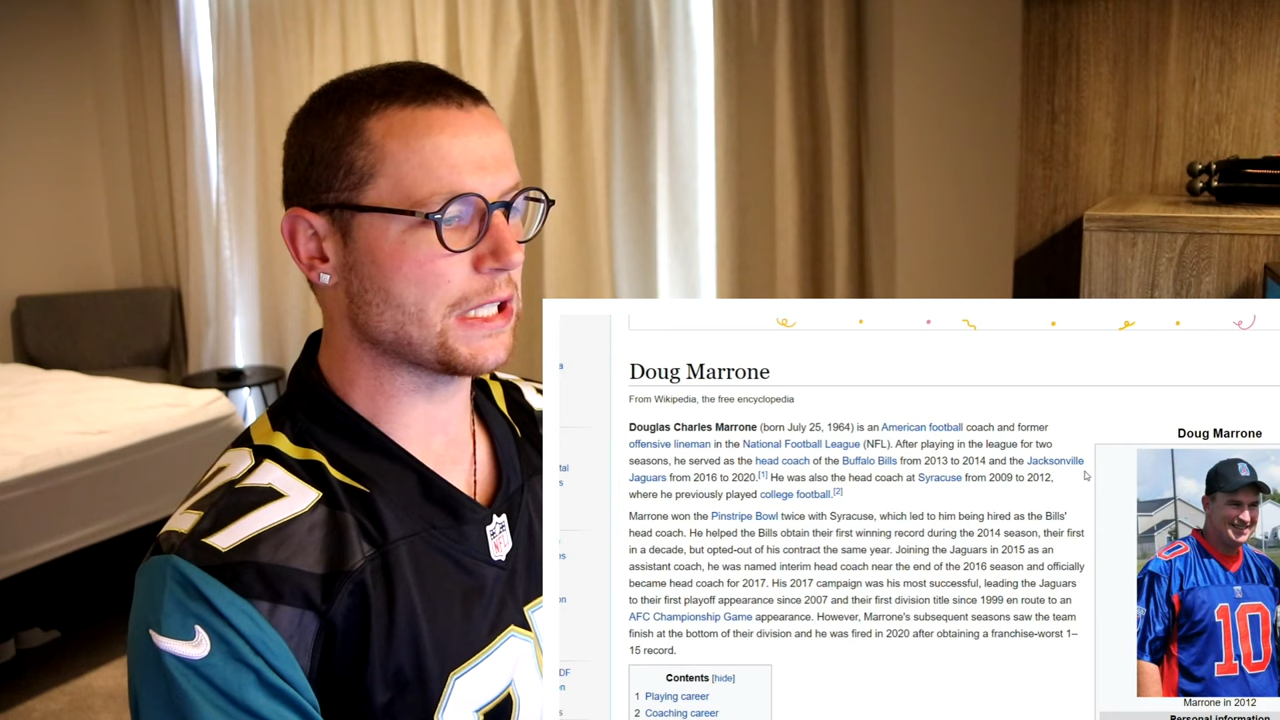 Doug Marrone
From Wikipedia, the free encyclopedia
Douglas Charles Marrone (born July 25, 1964) is an American football coach and former
offensive lineman in the National Football League (NFL). After playing in the league for two
seasons, he served as the head coach of the Buffalo Bills from 2013 to 2014 and the Jacksonville
Jaguars from 2016 to 2020.[1] He was also the head coach at Syracuse from 2009 to 2012,
where he previously played college football.[2]
Marrone won the Pinstripe Bowl twice with Syracuse, which led to him being hired as the Bills'
head coach. He helped the Bills obtain their first winning record during the 2014 season, their first
in a decade, but opted-out of his contract the same year. Joining the Jaguars in 2015 as an
assistant coach, he was named interim head coach near the end of the 2016 season and officially
became head coach for 2017. His 2017 campaign was his most successful, leading the Jaguars
to their first playoff appearance since 2007 and their first division title since 1999 en route to an
AFC Championship Game appearance. However, Marrone's subsequent seasons saw the team
finish at the bottom of their division and he was fired in 2020 after obtaining a franchise-worst 1–
15 record.
Contents [hide]
1 Playing career
2 Coaching career
Doug Marrone
10
Marrone in 2012
Personal information
27
NFL